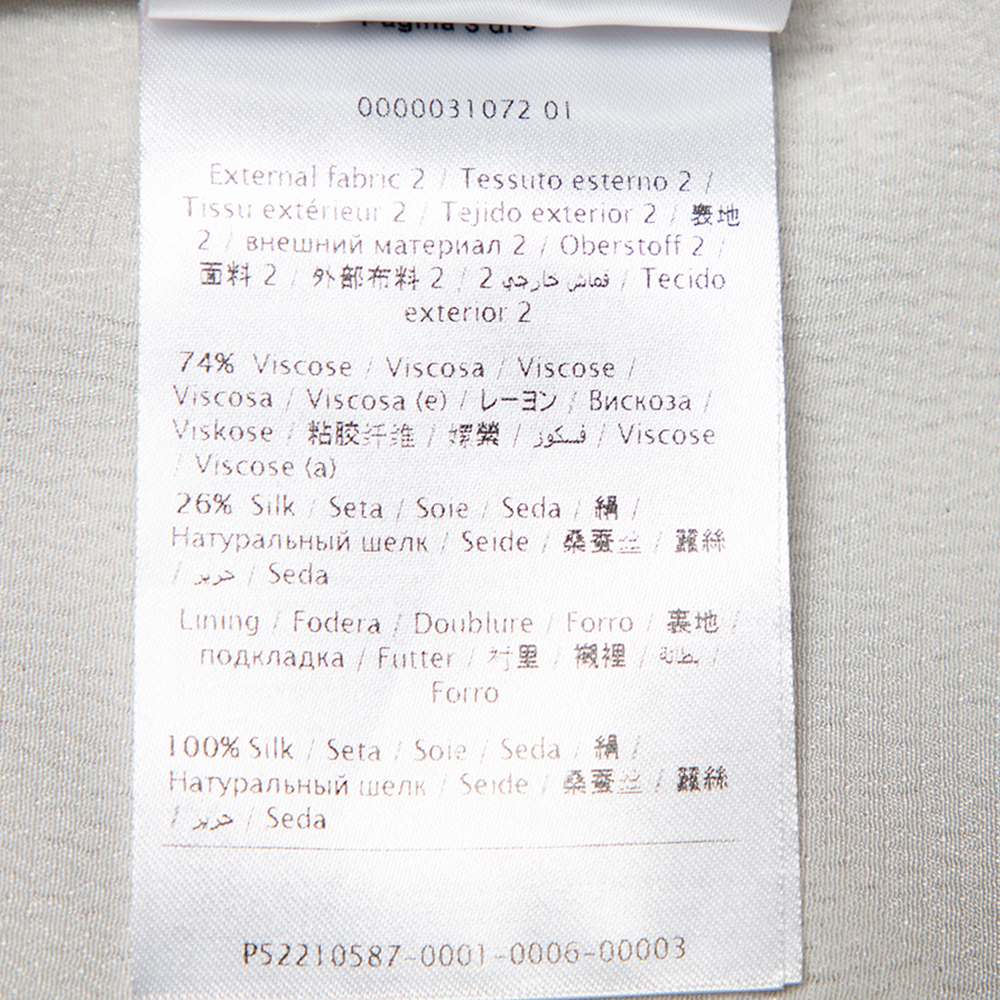 Pagina 3 di
0000031072 01
External fabric 2 / Tessuto esterno 2 /
Tissu extérieur 2 / Tejido exterior 2 / 表地
2 / внешний материал 2 / Oberstoff 2 /
面料 2 / 外部布料 2 / قماش خارجي 2 / Tecido
exterior 2
74% Viscose / Viscosa / Viscose /
Viscosa / Viscosa (e) / レーヨン / Вискоза /
Viskose / 粘胶纤维 / 嫘縈 / فسكوز / Viscose
/ Viscose (a)
26% Silk / Seta / Soie / Seda / 絹 /
Натуральный шелк / Seide / 桑蚕丝 / 蠶絲
/ حرير / Seda
Lining / Fodera / Doublure / Forro / 裏地 /
подкладка / Futter / 衬里 / 襯裡 / بطانة /
Forro
100% Silk / Seta / Soie / Seda / 絹 /
Натуральный шелк / Seide / 桑蚕丝 / 蠶絲
/ حرير / Seda
P52210587-0001-0006-00003